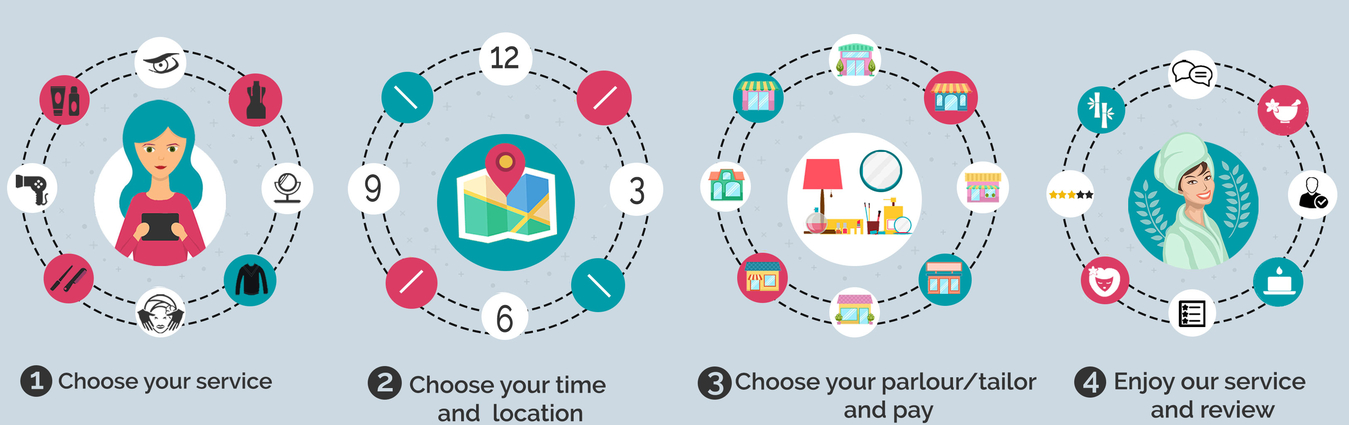 12
9
3
6
1 Choose your service
2 Choose your time
and location
3 Choose your parlour/tailor
and pay
4 Enjoy our service
and review